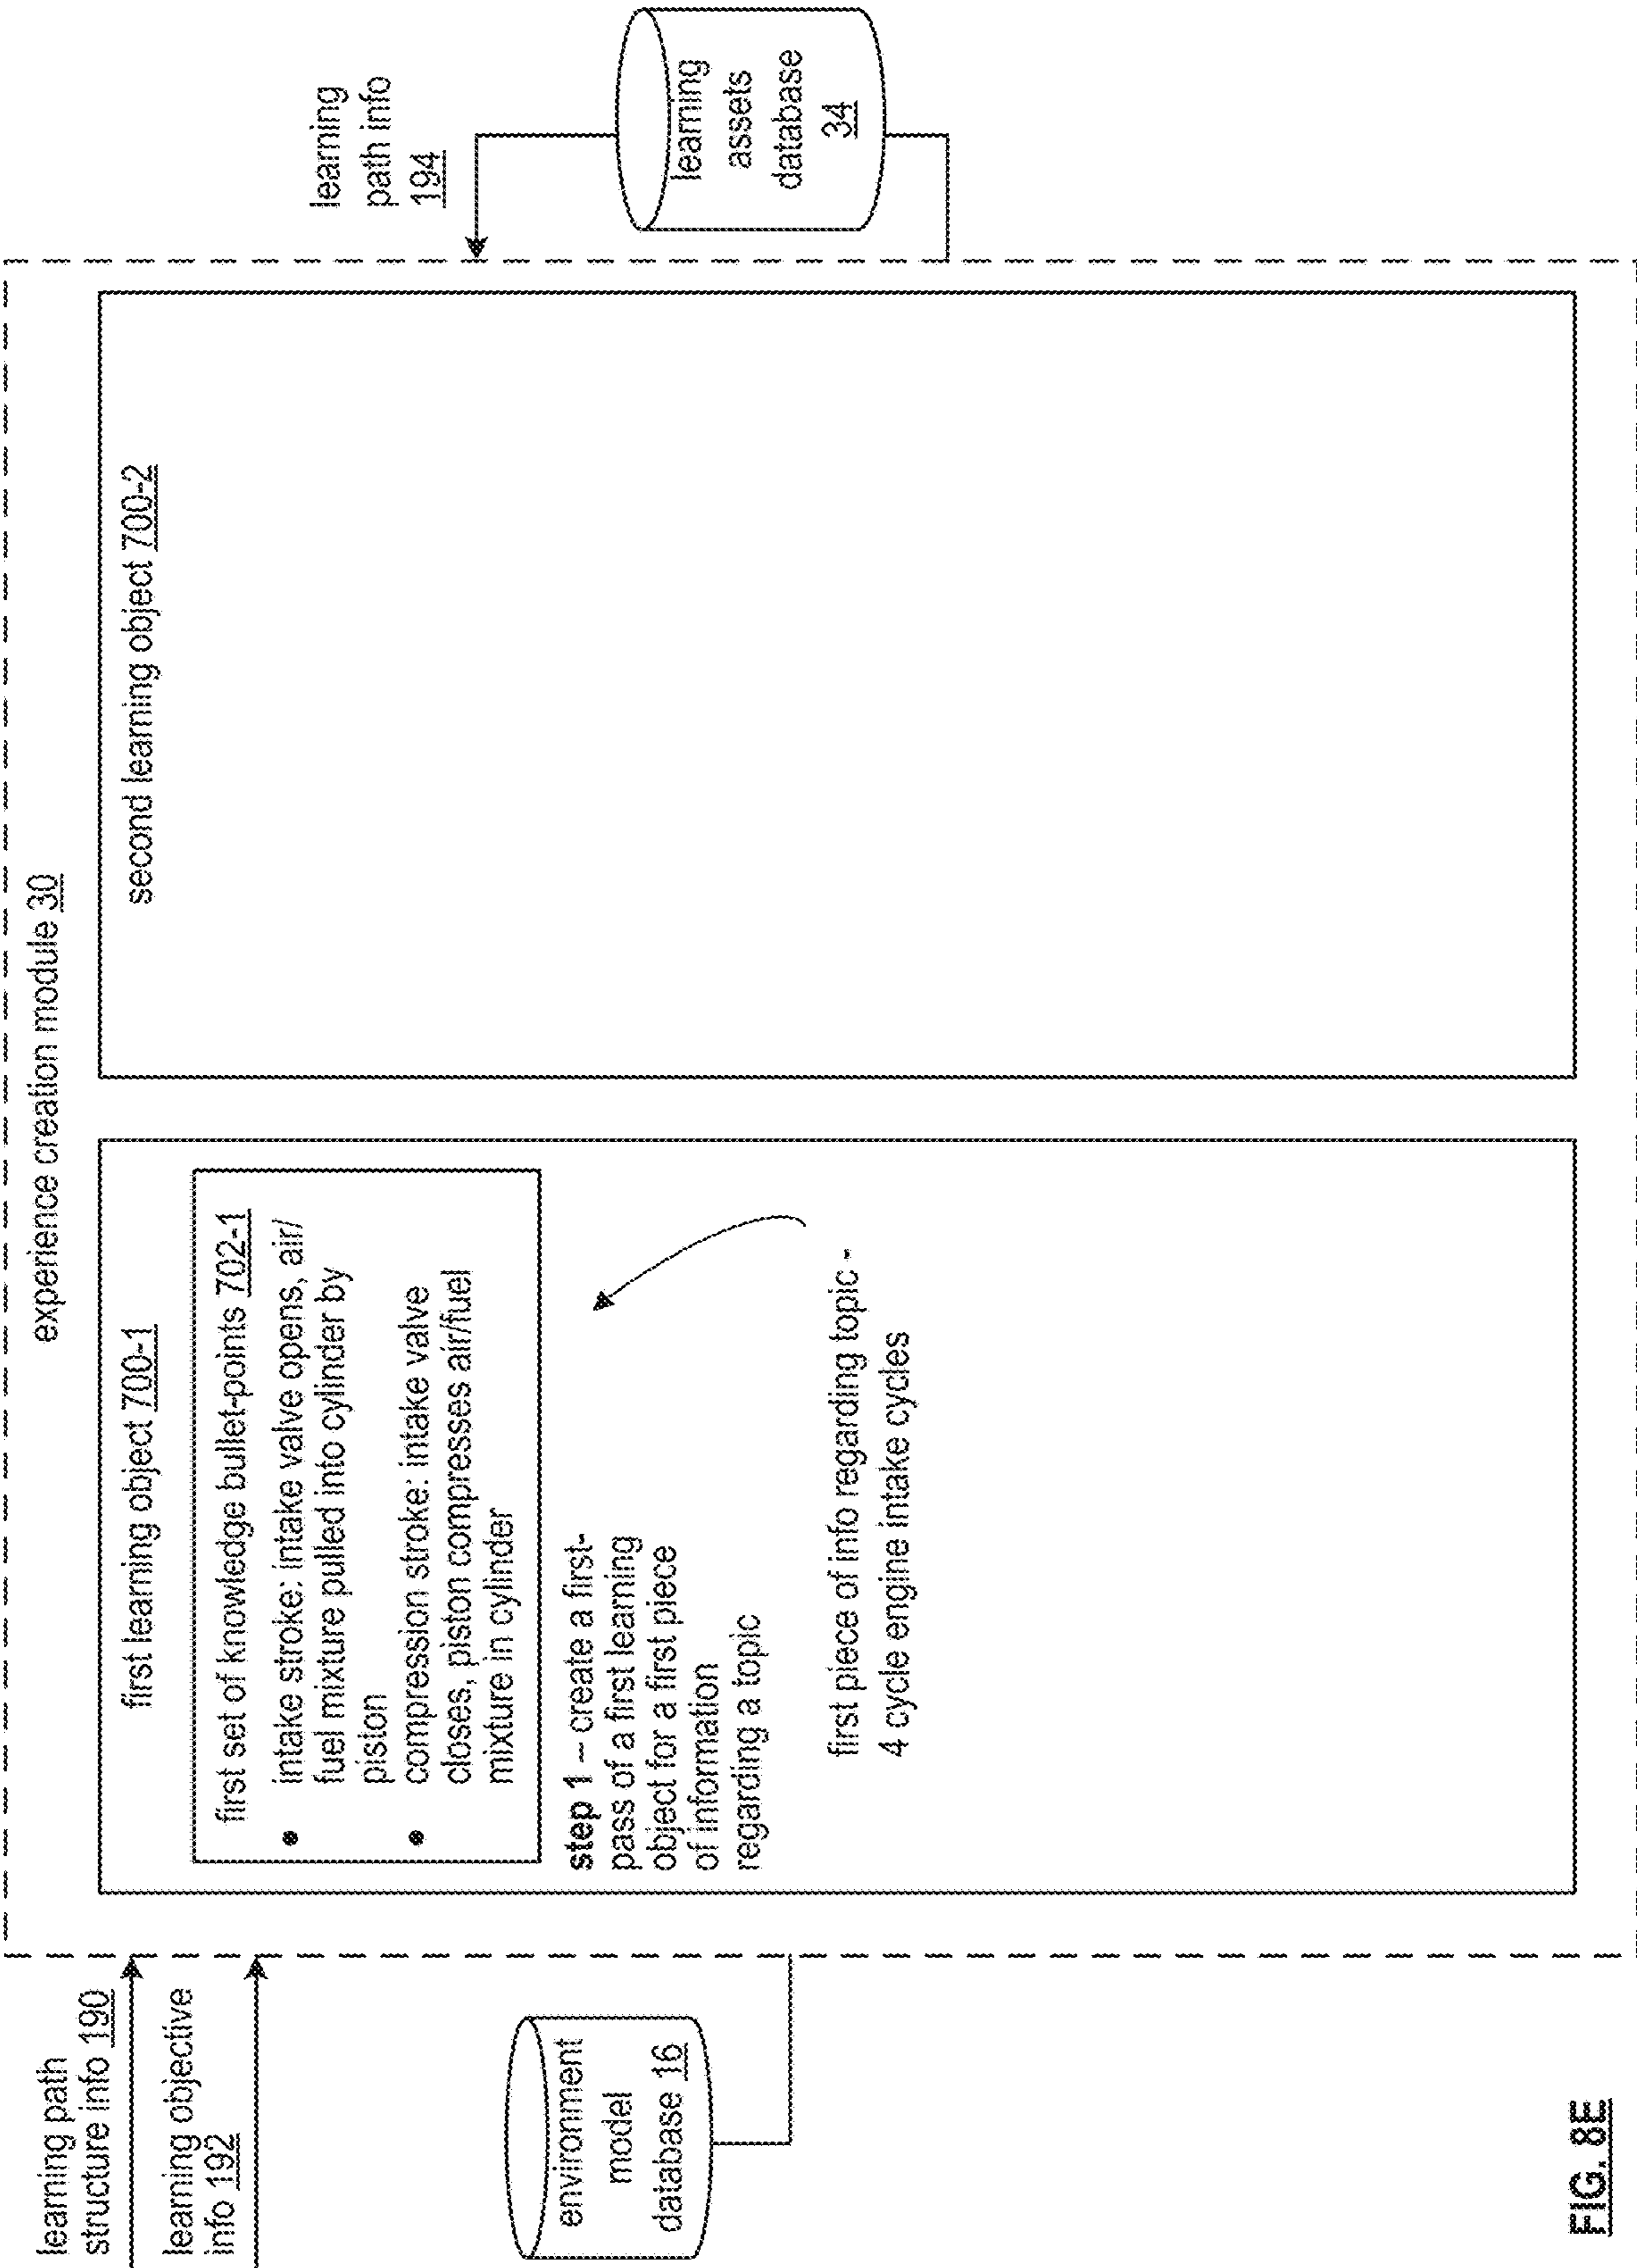 experience creation module 30
learning path
structure info 190
learning objective
info 192
environment
model
database 16
first learning object 700-1
first set of knowledge bullet-points 702-1
• intake stroke: intake valve opens, air/
fuel mixture pulled into cylinder by
piston
• compression stroke: intake valve
closes, piston compresses air/fuel
mixture in cylinder
step 1 – create a first-
pass of a first learning
object for a first piece
of information
regarding a topic
first piece of info regarding topic -
4 cycle engine intake cycles
second learning object 700-2
learning
path info
194
learning
assets
database
34
FIG. 8E